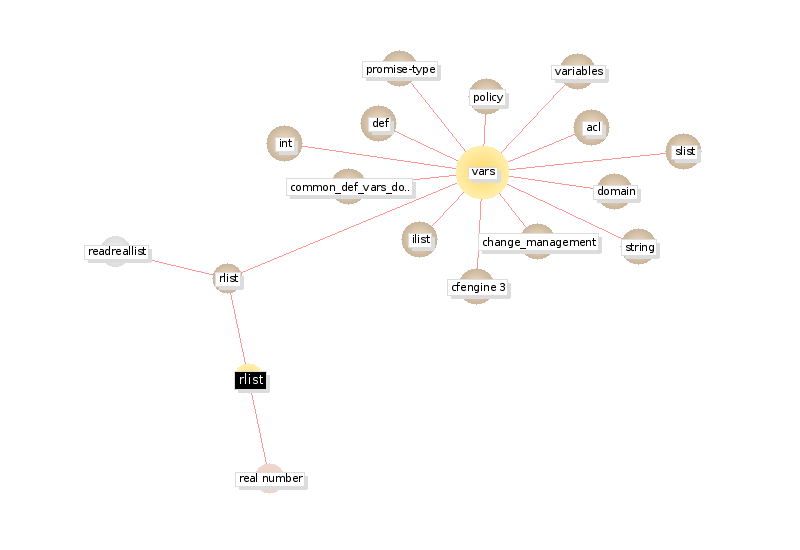 promise-type
variables
policy
def
acl
int
slist
vars
common_def_vars_do..
domain
ilist
change_management
string
readreallist
rlist
cfengine 3
rlist
real number